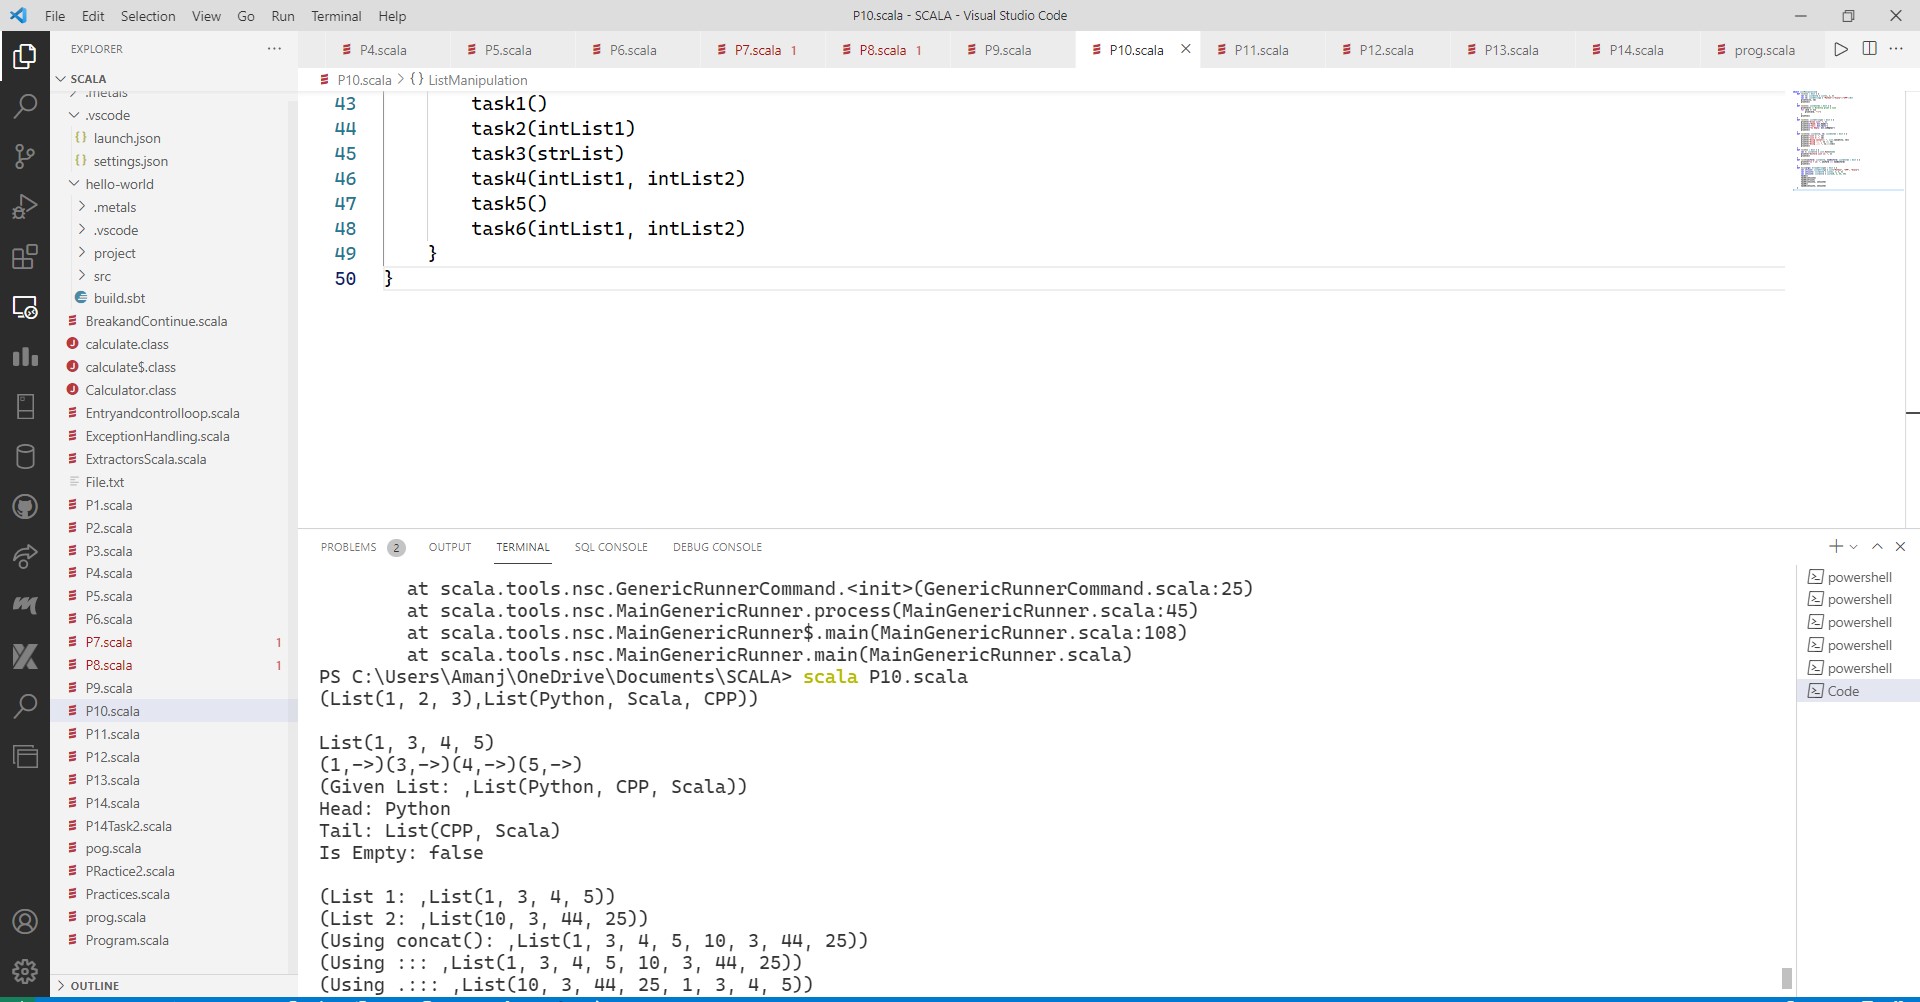 File Edit Selection View Go Run Terminal Help
P10.scala - SCALA - Visual Studio Code
EXPLORER
P4.scala P5.scala P6.scala P7.scala 1 P8.scala 1 P9.scala P10.scala P11.scala P12.scala P13.scala P14.scala prog.scala
SCALA
.metals
.vscode
launch.json
settings.json
hello-world
.metals
.vscode
project
src
build.sbt
BreakandContinue.scala
calculate.class
calculate$.class
Calculator.class
Entryandcontrolloop.scala
ExceptionHandling.scala
ExtractorsScala.scala
File.txt
P1.scala
P2.scala
P3.scala
P4.scala
P5.scala
P6.scala
P7.scala 1
P8.scala 1
P9.scala
P10.scala
P11.scala
P12.scala
P13.scala
P14.scala
P14Task2.scala
pog.scala
PRactice2.scala
Practices.scala
prog.scala
Program.scala
OUTLINE
P10.scala > {} ListManipulation
43 task1()
44 task2(intList1)
45 task3(strList)
46 task4(intList1, intList2)
47 task5()
48 task6(intList1, intList2)
49 }
50 }
PROBLEMS 2 OUTPUT TERMINAL SQL CONSOLE DEBUG CONSOLE
at scala.tools.nsc.GenericRunnerCommand.<init>(GenericRunnerCommand.scala:25)
at scala.tools.nsc.MainGenericRunner.process(MainGenericRunner.scala:45)
at scala.tools.nsc.MainGenericRunner$.main(MainGenericRunner.scala:108)
at scala.tools.nsc.MainGenericRunner.main(MainGenericRunner.scala)
PS C:\Users\Amanj\OneDrive\Documents\SCALA> scala P10.scala
(List(1, 2, 3),List(Python, Scala, CPP))
List(1, 3, 4, 5)
(1,->)(3,->)(4,->)(5,->)
(Given List: ,List(Python, CPP, Scala))
Head: Python
Tail: List(CPP, Scala)
Is Empty: false
(List 1: ,List(1, 3, 4, 5))
(List 2: ,List(10, 3, 44, 25))
(Using concat(): ,List(1, 3, 4, 5, 10, 3, 44, 25))
(Using ::: ,List(1, 3, 4, 5, 10, 3, 44, 25))
(Using .:::: ,List(10, 3, 44, 25, 1, 3, 4, 5))
powershell
powershell
powershell
powershell
powershell
Code